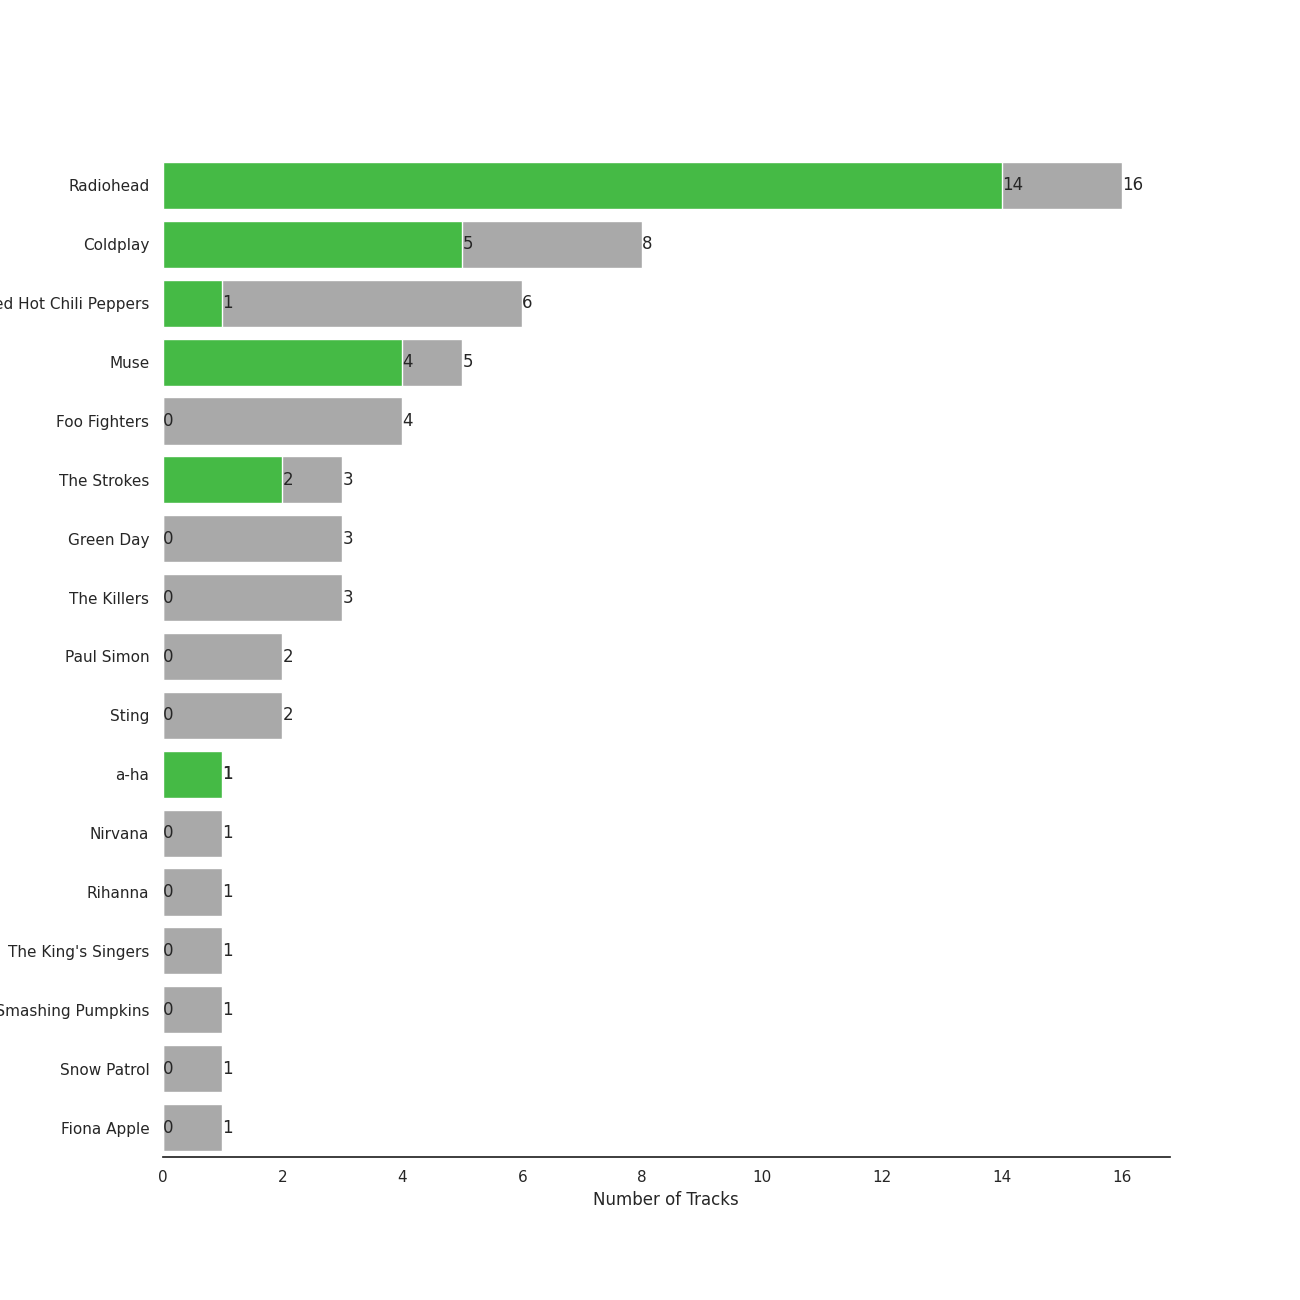 Radiohead 14 16
Coldplay 5 8
ed Hot Chili Peppers 1 6
Muse 4 5
Foo Fighters 0 4
The Strokes 2 3
Green Day 0 3
The Killers 0 3
Paul Simon 0 2
Sting 0 2
a-ha 1
Nirvana 0 1
Rihanna 0 1
The King's Singers 0 1
Smashing Pumpkins 0 1
Snow Patrol 0 1
Fiona Apple 0 1
0 2 4 6 8 10 12 14 16
Number of Tracks